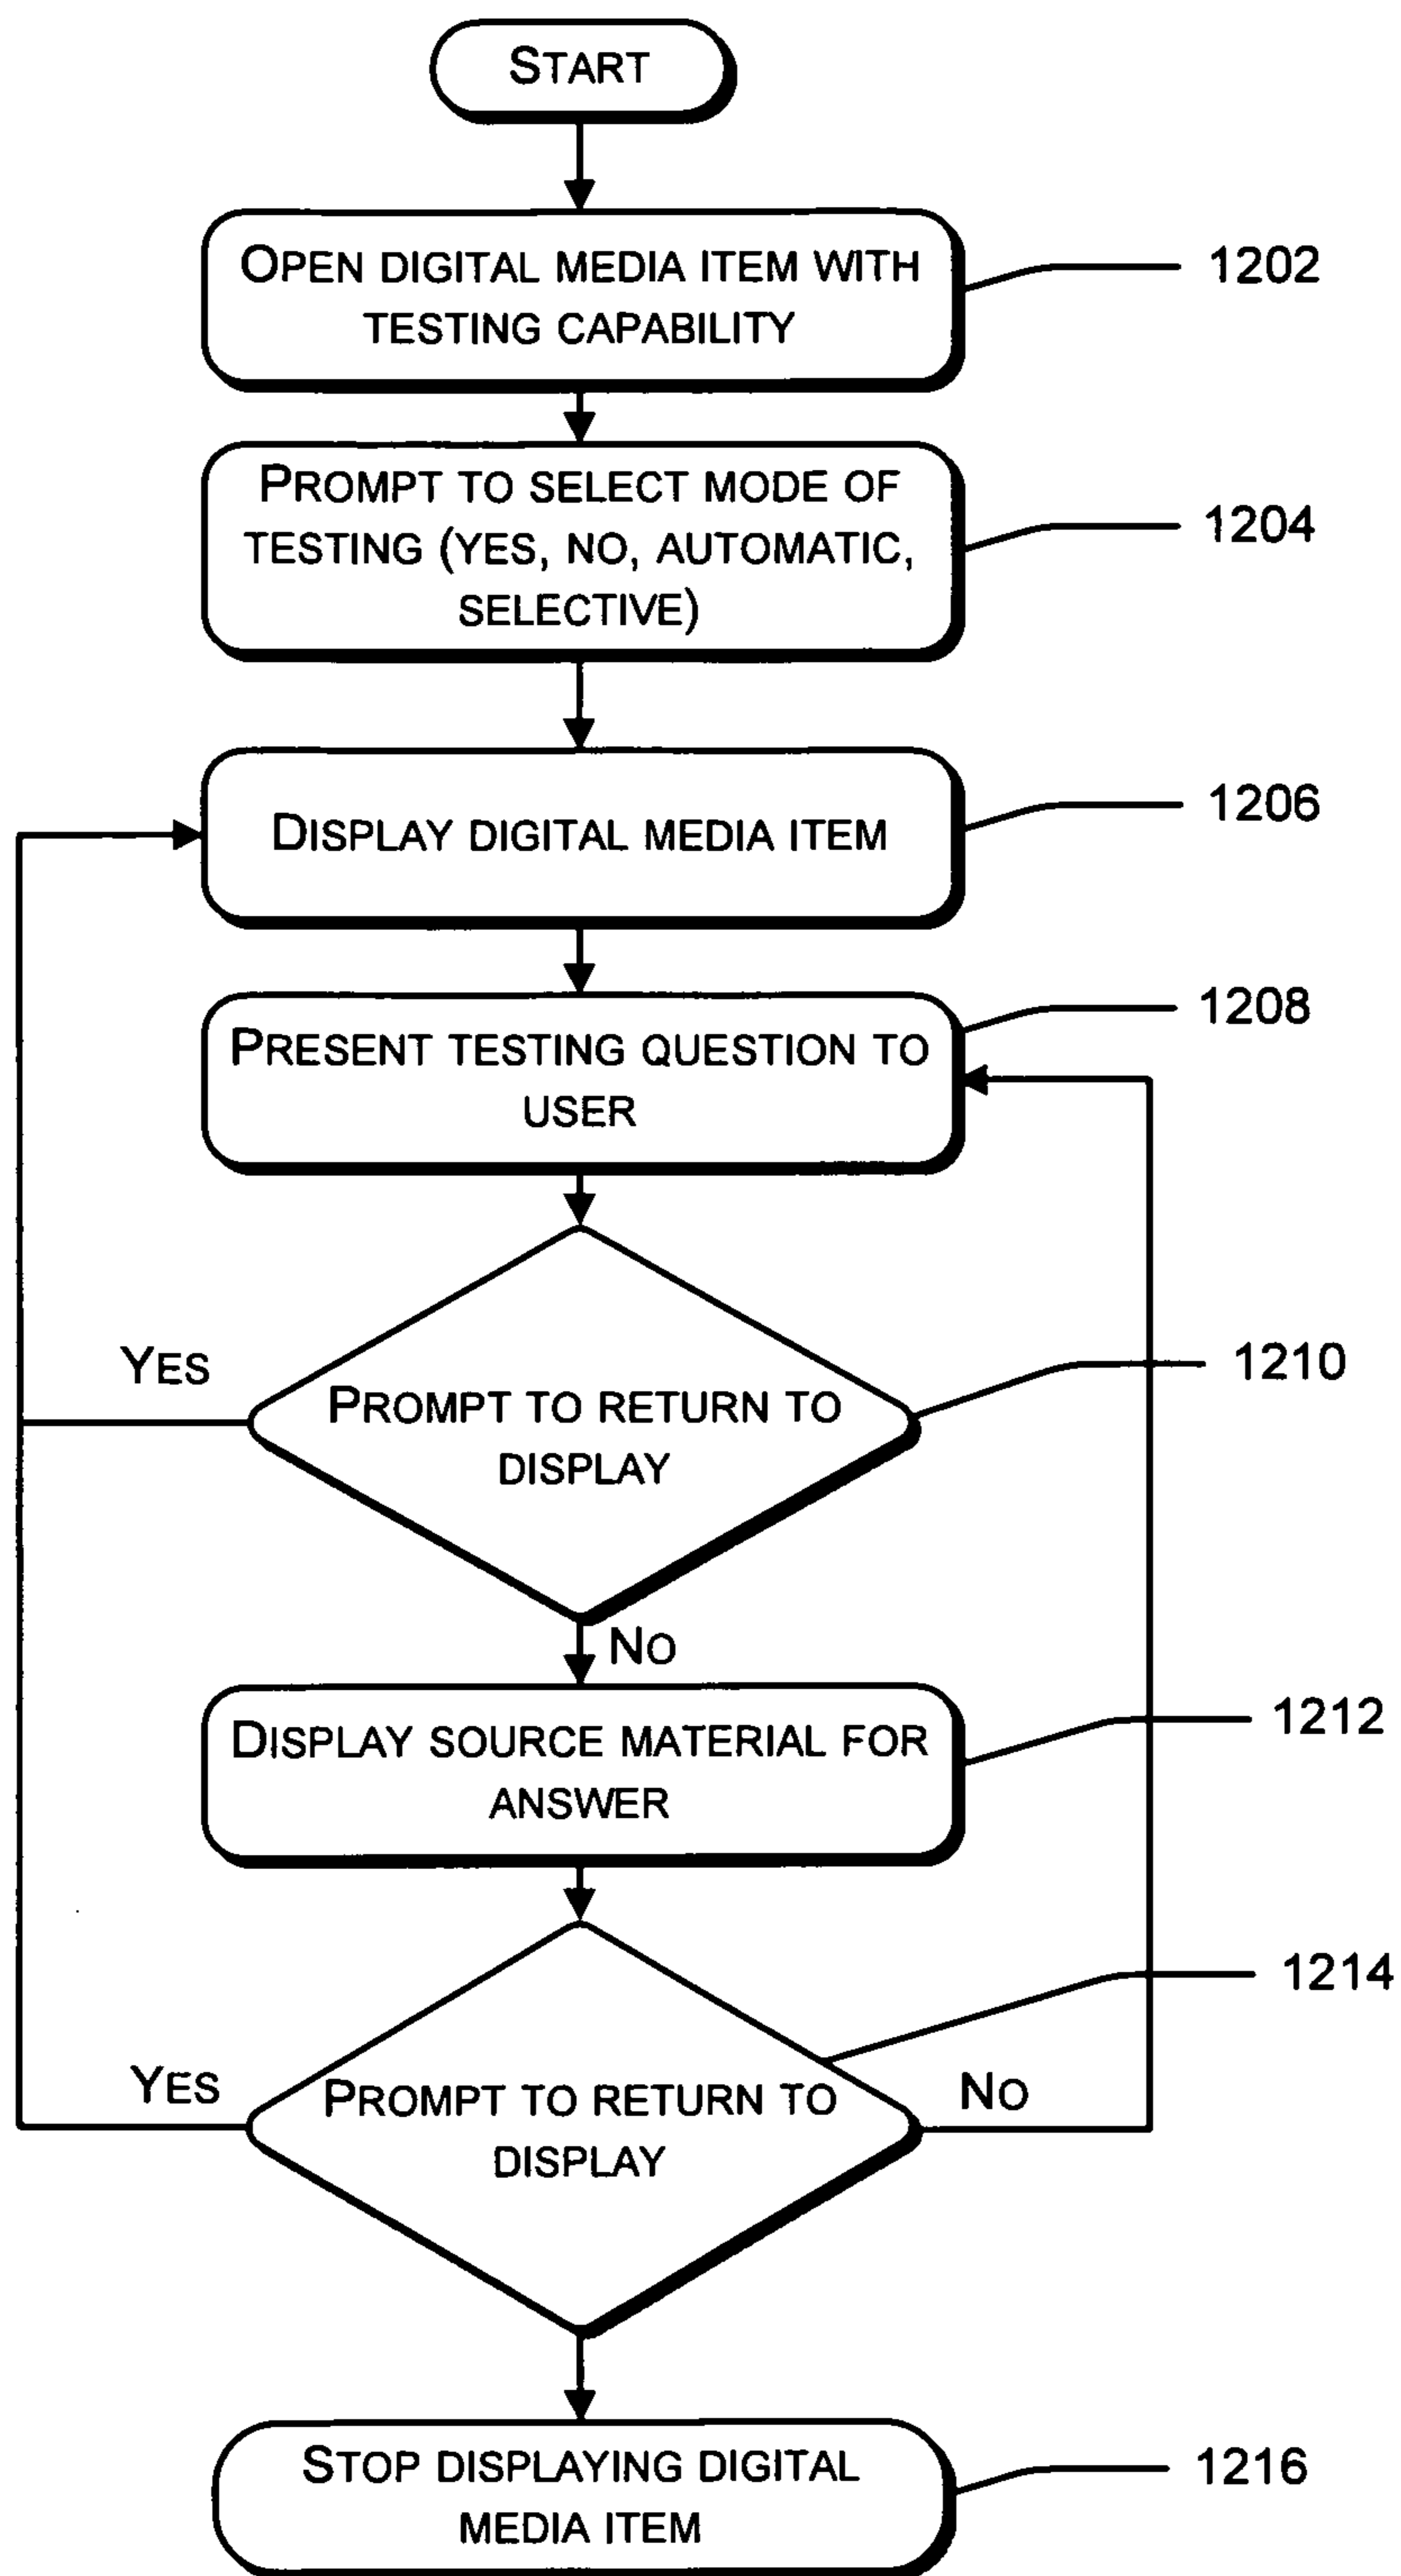 START
OPEN DIGITAL MEDIA ITEM WITH
TESTING CAPABILITY
1202
PROMPT TO SELECT MODE OF
TESTING (YES, NO, AUTOMATIC,
SELECTIVE)
1204
DISPLAY DIGITAL MEDIA ITEM
1206
PRESENT TESTING QUESTION TO
USER
1208
YES
PROMPT TO RETURN TO
DISPLAY
1210
NO
DISPLAY SOURCE MATERIAL FOR
ANSWER
1212
YES
PROMPT TO RETURN TO
DISPLAY
NO
1214
STOP DISPLAYING DIGITAL
MEDIA ITEM
1216